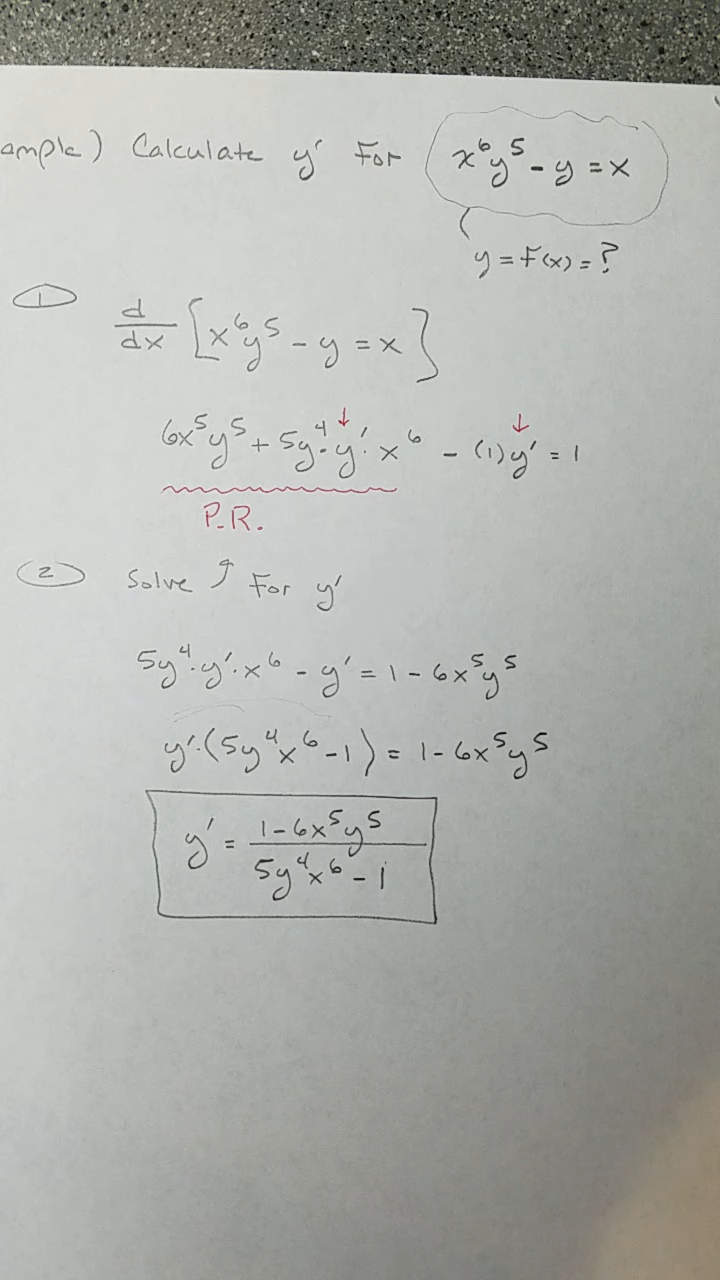 ample) Calculate y' For x⁶y⁵ - y = x
y = F(x) = ?
① d/dx [x⁶y⁵ - y = x]
↓ ↓
6x⁵y⁵ + 5y⁴·y'·x⁶ - (1)y' = 1
P.R.
② Solve ↑ For y'
5y⁴·y'·x⁶ - y' = 1 - 6x⁵y⁵
y'·(5y⁴x⁶ - 1) = 1 - 6x⁵y⁵
y' = (1 - 6x⁵y⁵)/(5y⁴x⁶ - 1)